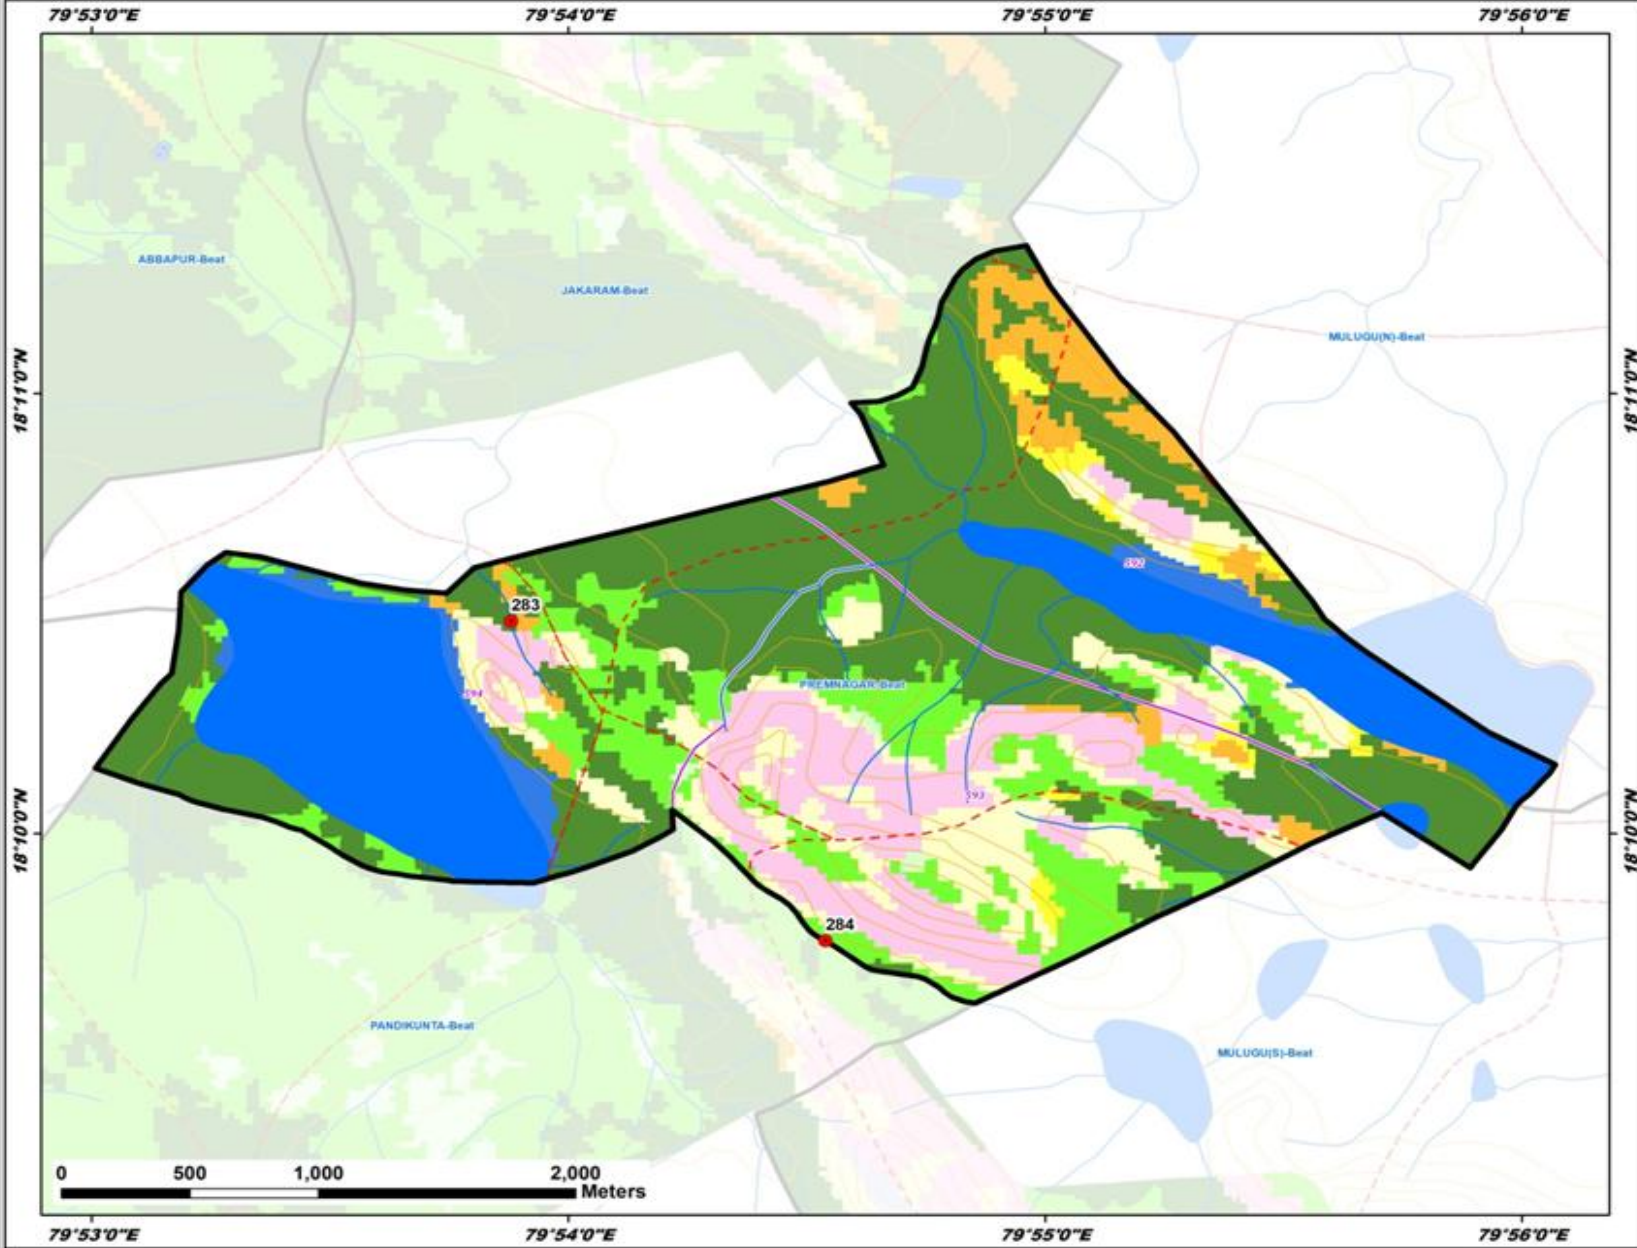 79°53'0"E 79°54'0"E 79°55'0"E 79°56'0"E
ABBAPUR-Beat
JAKARAM-Beat
MULUGU(N)-Beat
18°11'0"N 18°11'0"N
592
283
PREMNAGAR-Beat
594
593
18°10'0"N 18°10'0"N
284
PANDIKUNTA-Beat
MULUGU(S)-Beat
0 500 1,000 2,000
Meters
79°53'0"E 79°54'0"E 79°55'0"E 79°56'0"E